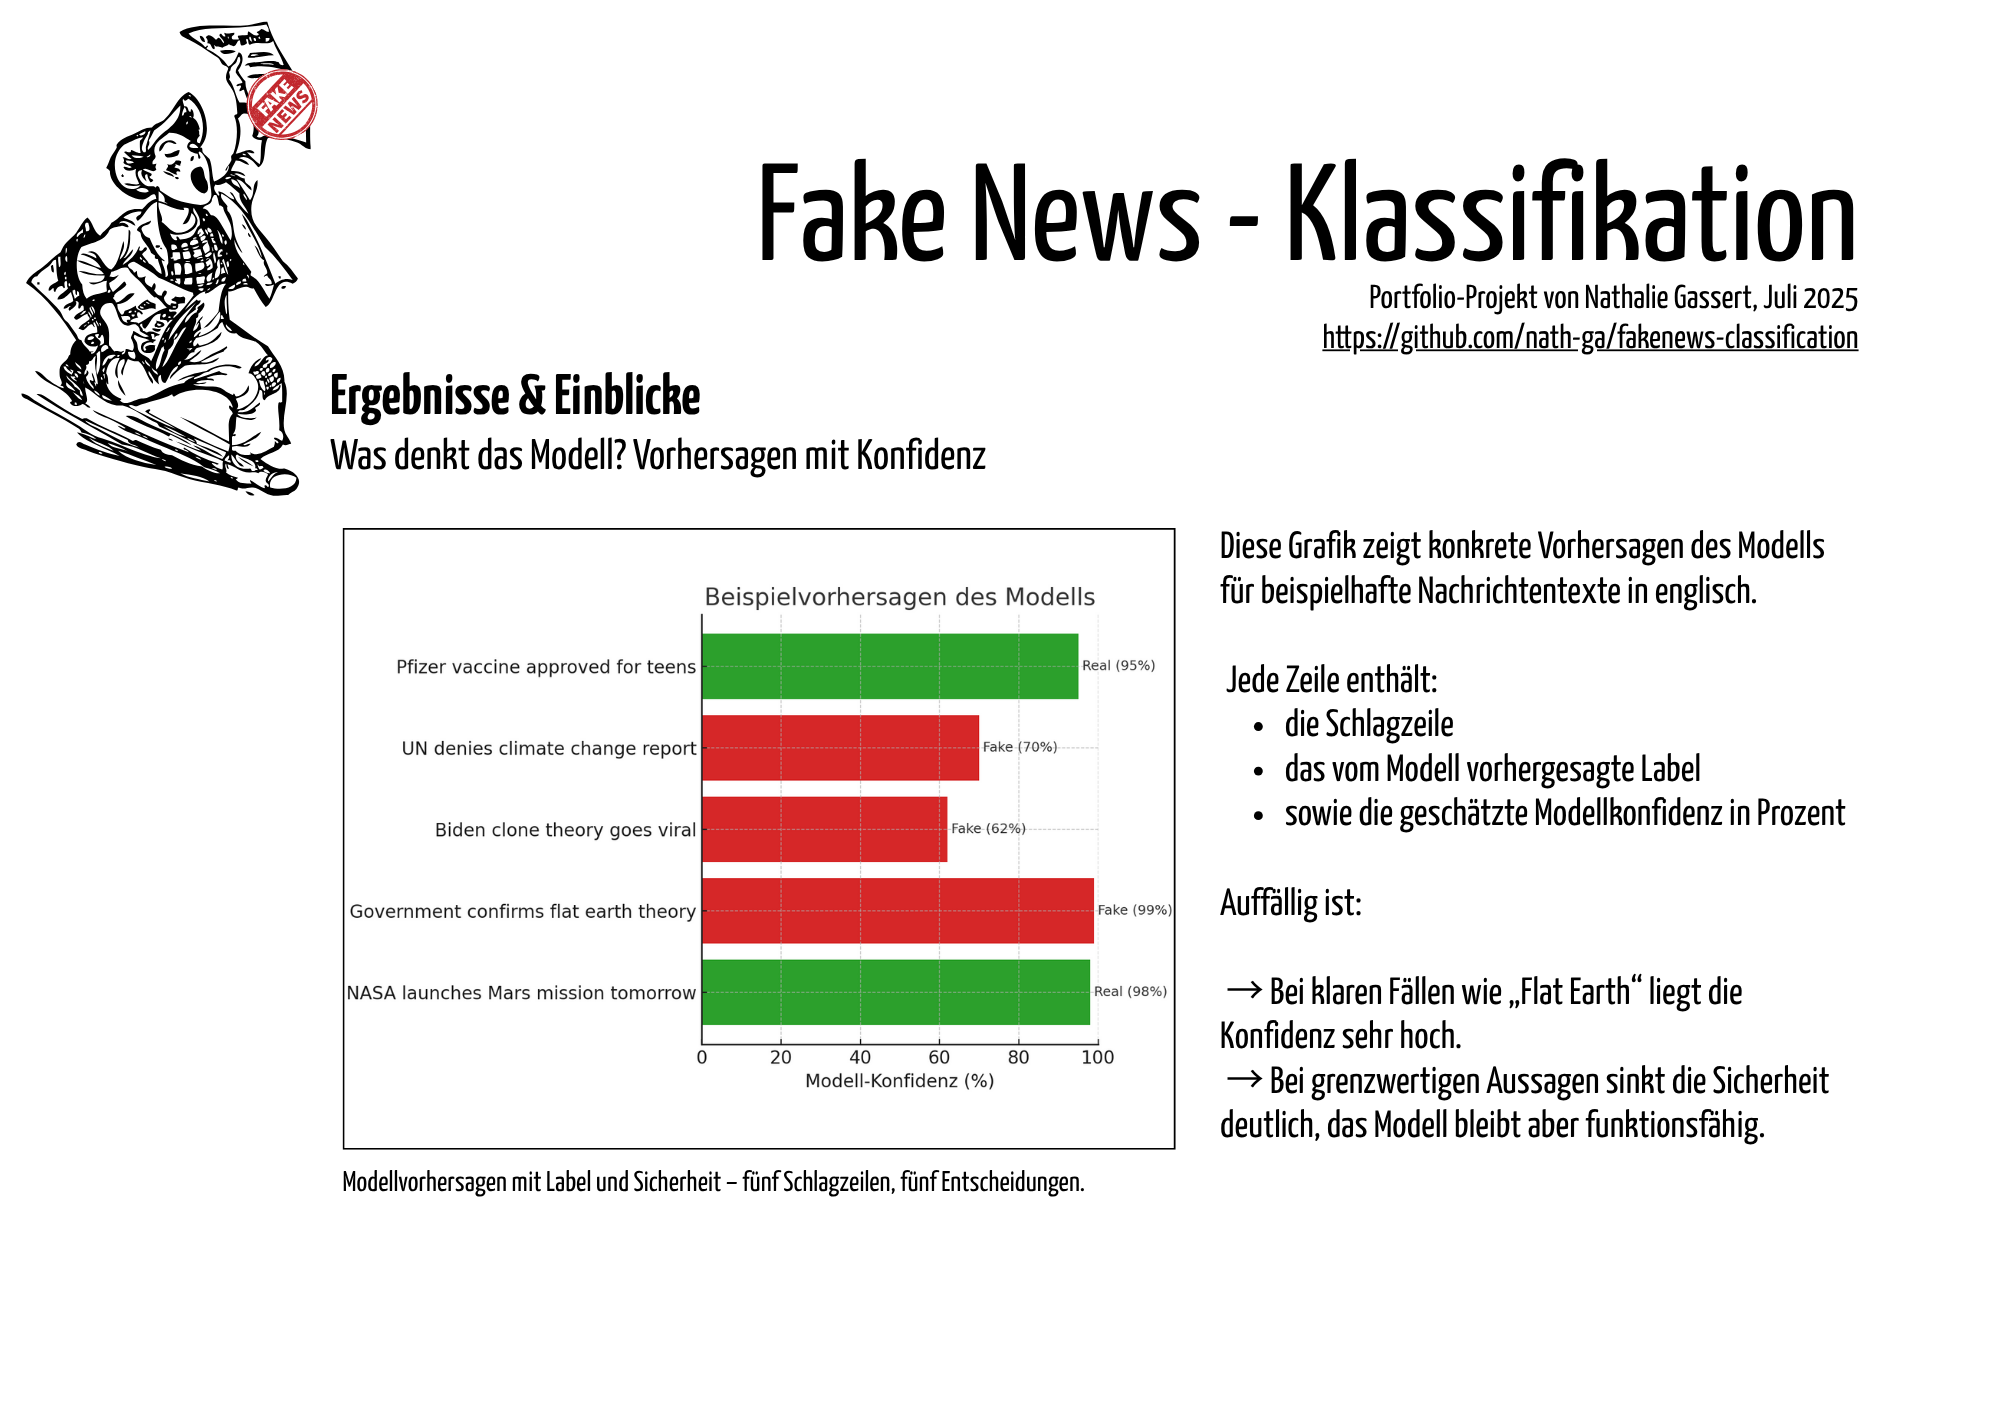 FAKE
NEWS
Fake News - Klassifikation
Portfolio-Projekt von Nathalie Gassert, Juli 2025
https://github.com/nath-ga/fakenews-classification
Ergebnisse & Einblicke
Was denkt das Modell? Vorhersagen mit Konfidenz
Beispielvorhersagen des Modells
Pfizer vaccine approved for teens
Real (95%)
UN denies climate change report
Fake (70%)
Biden clone theory goes viral
Fake (62%)
Government confirms flat earth theory
Fake (99%)
NASA launches Mars mission tomorrow
Real (98%)
0 20 40 60 80 100
Modell-Konfidenz (%)
Modellvorhersagen mit Label und Sicherheit – fünf Schlagzeilen, fünf Entscheidungen.
Diese Grafik zeigt konkrete Vorhersagen des Modells
für beispielhafte Nachrichtentexte in englisch.
Jede Zeile enthält:
• die Schlagzeile
• das vom Modell vorhergesagte Label
• sowie die geschätzte Modellkonfidenz in Prozent
Auffällig ist:
→ Bei klaren Fällen wie „Flat Earth“ liegt die
Konfidenz sehr hoch.
→ Bei grenzwertigen Aussagen sinkt die Sicherheit
deutlich, das Modell bleibt aber funktionsfähig.